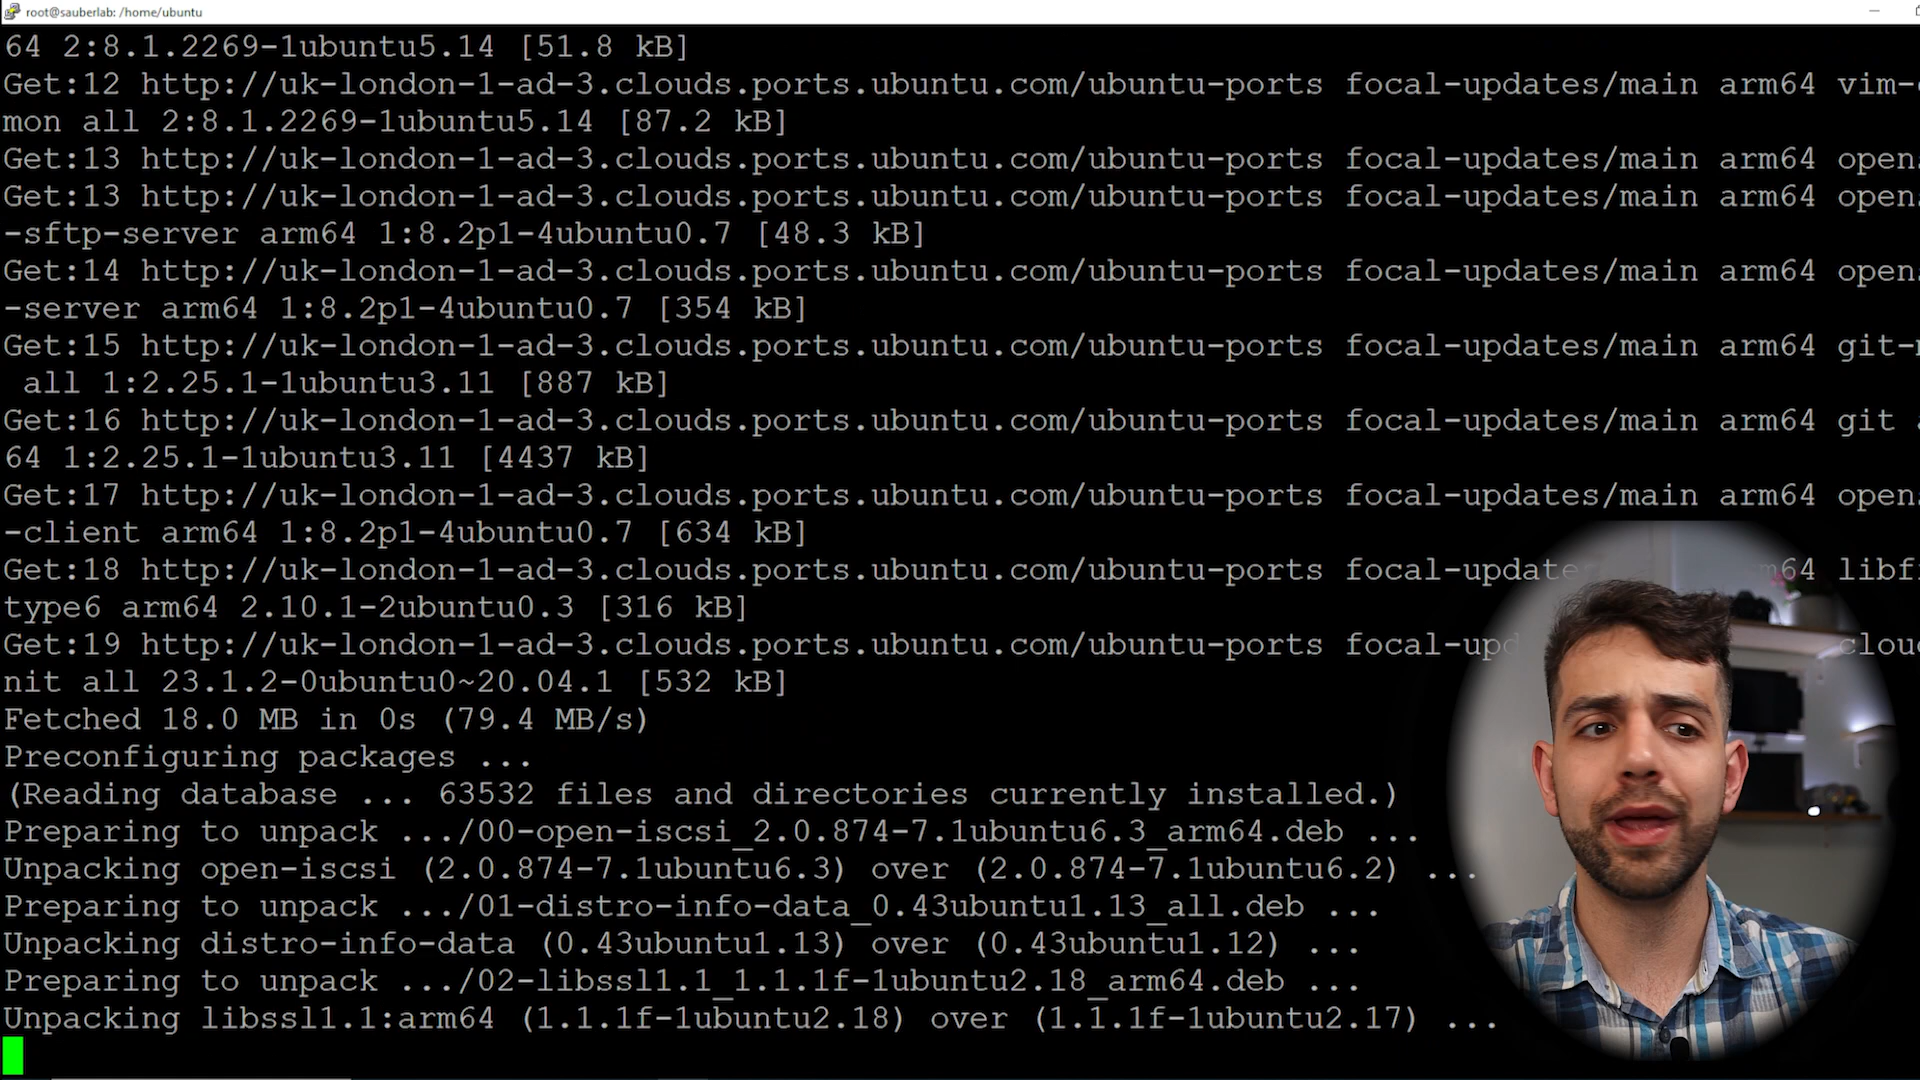 root@sauberlab: /home/ubuntu
64 2:8.1.2269-1ubuntu5.14 [51.8 kB]
Get:12 http://uk-london-1-ad-3.clouds.ports.ubuntu.com/ubuntu-ports focal-updates/main arm64 vim-
mon all 2:8.1.2269-1ubuntu5.14 [87.2 kB]
Get:13 http://uk-london-1-ad-3.clouds.ports.ubuntu.com/ubuntu-ports focal-updates/main arm64 open
Get:13 http://uk-london-1-ad-3.clouds.ports.ubuntu.com/ubuntu-ports focal-updates/main arm64 open
-sftp-server arm64 1:8.2p1-4ubuntu0.7 [48.3 kB]
Get:14 http://uk-london-1-ad-3.clouds.ports.ubuntu.com/ubuntu-ports focal-updates/main arm64 open
-server arm64 1:8.2p1-4ubuntu0.7 [354 kB]
Get:15 http://uk-london-1-ad-3.clouds.ports.ubuntu.com/ubuntu-ports focal-updates/main arm64 git-
all 1:2.25.1-1ubuntu3.11 [887 kB]
Get:16 http://uk-london-1-ad-3.clouds.ports.ubuntu.com/ubuntu-ports focal-updates/main arm64 git
64 1:2.25.1-1ubuntu3.11 [4437 kB]
Get:17 http://uk-london-1-ad-3.clouds.ports.ubuntu.com/ubuntu-ports focal-updates/main arm64 open
-client arm64 1:8.2p1-4ubuntu0.7 [634 kB]
Get:18 http://uk-london-1-ad-3.clouds.ports.ubuntu.com/ubuntu-ports focal-update m64 libf
type6 arm64 2.10.1-2ubuntu0.3 [316 kB]
Get:19 http://uk-london-1-ad-3.clouds.ports.ubuntu.com/ubuntu-ports focal-upd clou
nit all 23.1.2-0ubuntu0~20.04.1 [532 kB]
Fetched 18.0 MB in 0s (79.4 MB/s)
Preconfiguring packages ...
(Reading database ... 63532 files and directories currently installed.)
Preparing to unpack .../00-open-iscsi_2.0.874-7.1ubuntu6.3_arm64.deb ...
Unpacking open-iscsi (2.0.874-7.1ubuntu6.3) over (2.0.874-7.1ubuntu6.2) ...
Preparing to unpack .../01-distro-info-data_0.43ubuntu1.13_all.deb ...
Unpacking distro-info-data (0.43ubuntu1.13) over (0.43ubuntu1.12) ...
Preparing to unpack .../02-libssl1.1_1.1.1f-1ubuntu2.18_arm64.deb ...
Unpacking libssl1.1:arm64 (1.1.1f-1ubuntu2.18) over (1.1.1f-1ubuntu2.17) ...